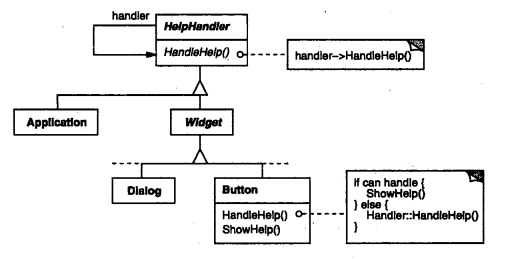 handler
HelpHandler
HandleHelp()
handler->HandleHelp()
Application
Widget
Dialog
Button
HandleHelp()
ShowHelp()
if can handle {
ShowHelp()
} else {
Handler::HandleHelp()
}